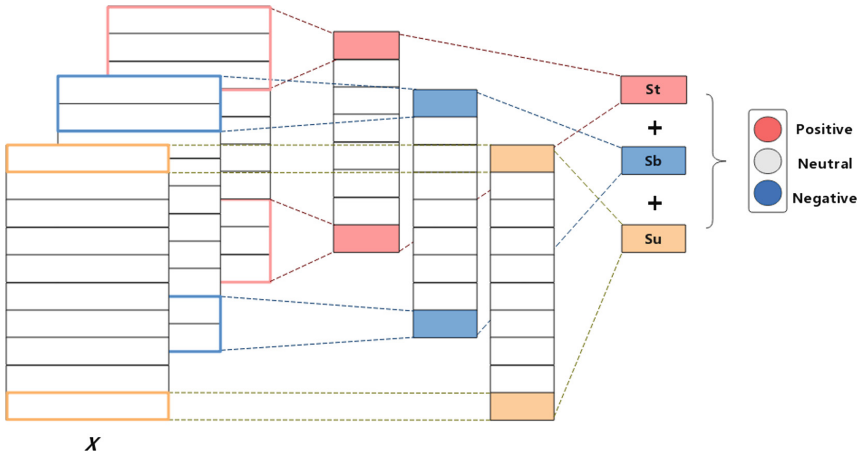 St
+
Sb
+
Su
Positive
Neutral
Negative
X